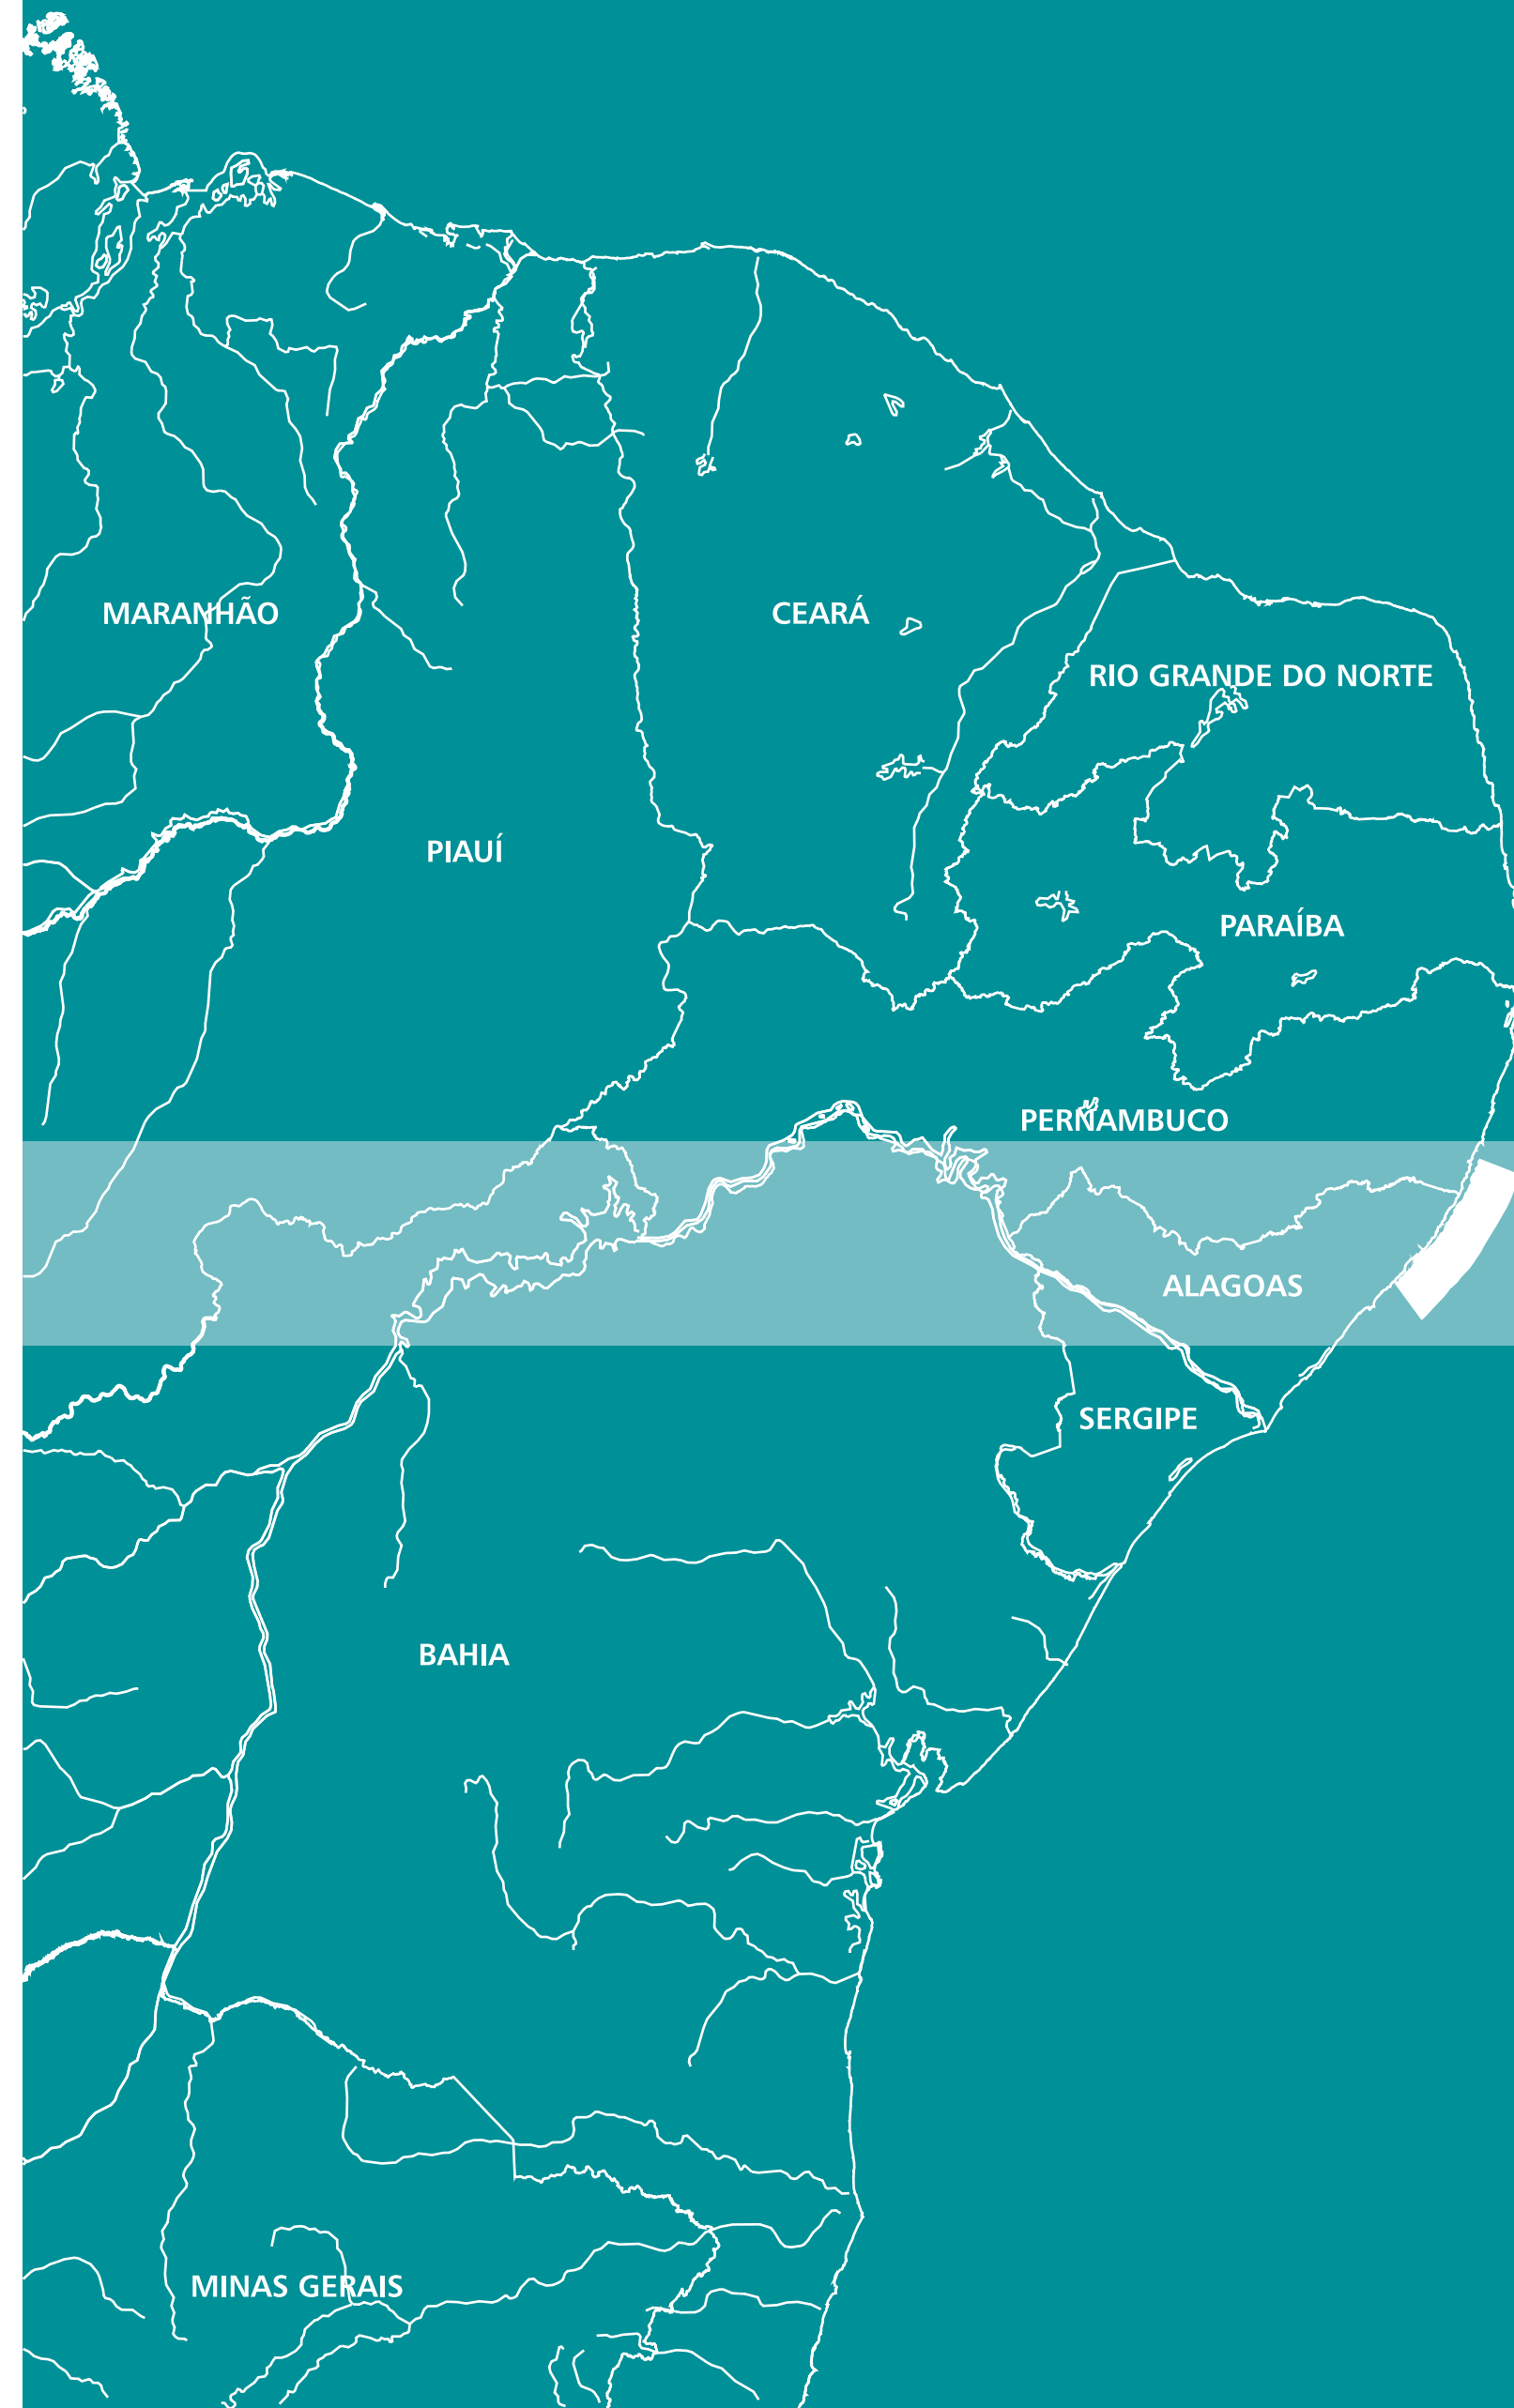 MARANHÃO
CEARÁ
RIO GRANDE DO NORTE
PIAUÍ
PARAÍBA
PERNAMBUCO
ALAGOAS
SERGIPE
BAHIA
MINAS GERAIS